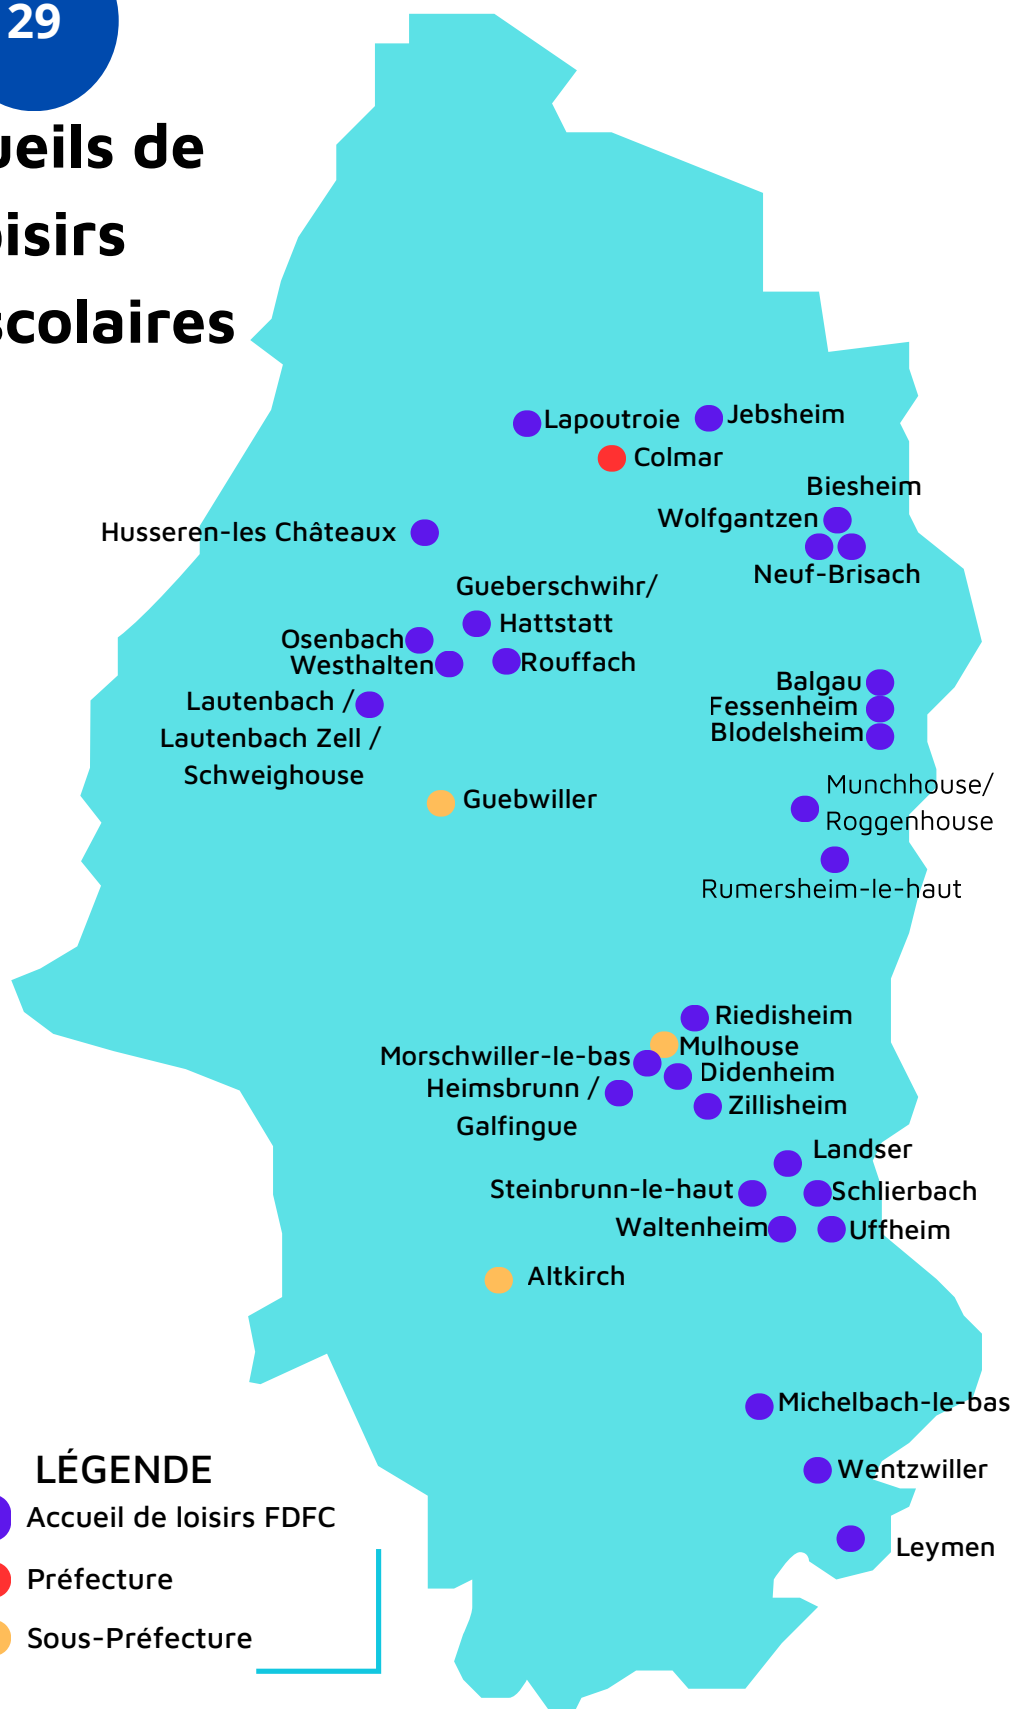 29
ueils de
oisirs
scolaires
Lapoutroie
Jebsheim
Colmar
Biesheim
Wolfgantzen
Husseren-les Châteaux
Neuf-Brisach
Gueberschwihr/
Hattstatt
Osenbach
Westhalten
Rouffach
Balgau
Lautenbach /
Fessenheim
Blodelsheim
Lautenbach Zell /
Schweighouse
Guebwiller
Munchhouse/
Roggenhouse
Rumersheim-le-haut
Riedisheim
Mulhouse
Morschwiller-le-bas
Didenheim
Heimsbrunn /
Galfingue
Zillisheim
Landser
Steinbrunn-le-haut
Schlierbach
Waltenheim
Uffheim
Altkirch
Michelbach-le-bas
Wentzwiller
Leymen
LÉGENDE
Accueil de loisirs FDFC
Préfecture
Sous-Préfecture